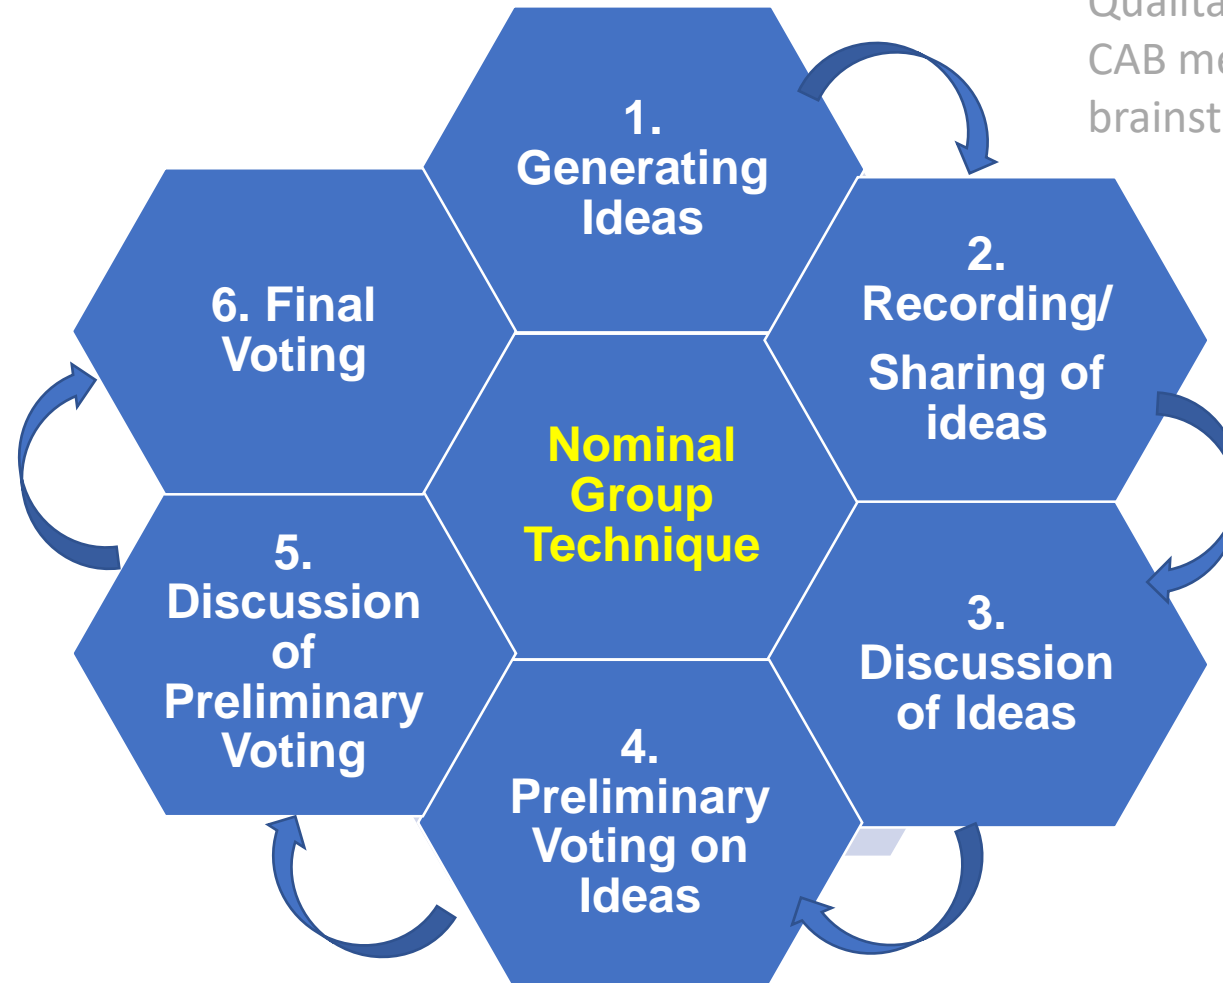 1.
Generating
Ideas
2.
Recording/
Sharing of
ideas
3.
Discussion
of Ideas
4.
Preliminary
Voting on
Ideas
5.
Discussion
of
Preliminary
Voting
6. Final
Voting
Nominal
Group
Technique
CAB